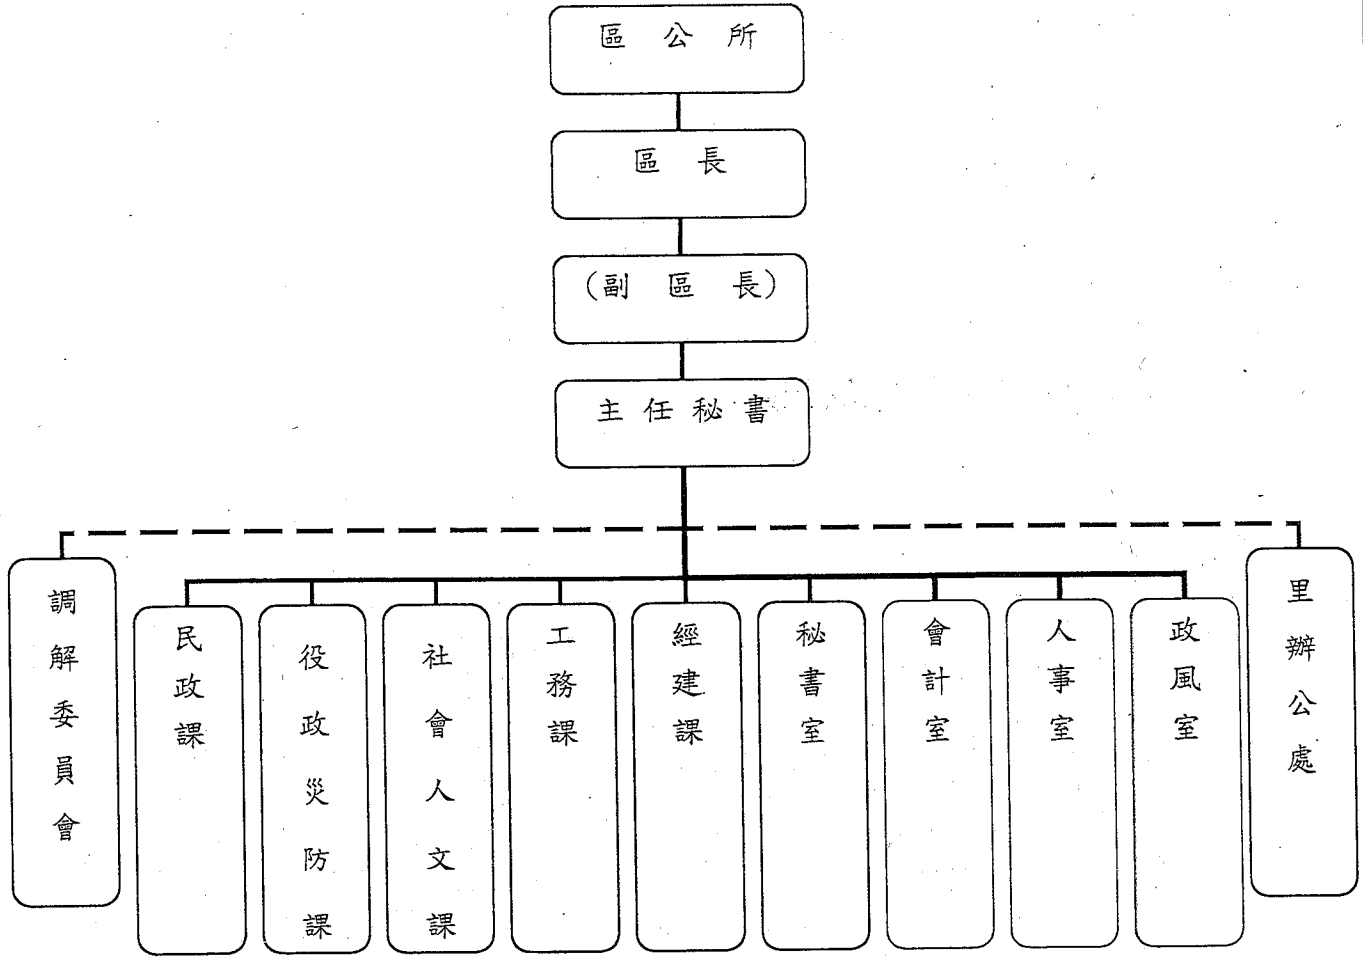 區公所
區長
(副區長)
主任秘書
調解委員會
民政課
役政災防課
社會人文課
工務課
經建課
秘書室
會計室
人事室
政風室
里辦公處